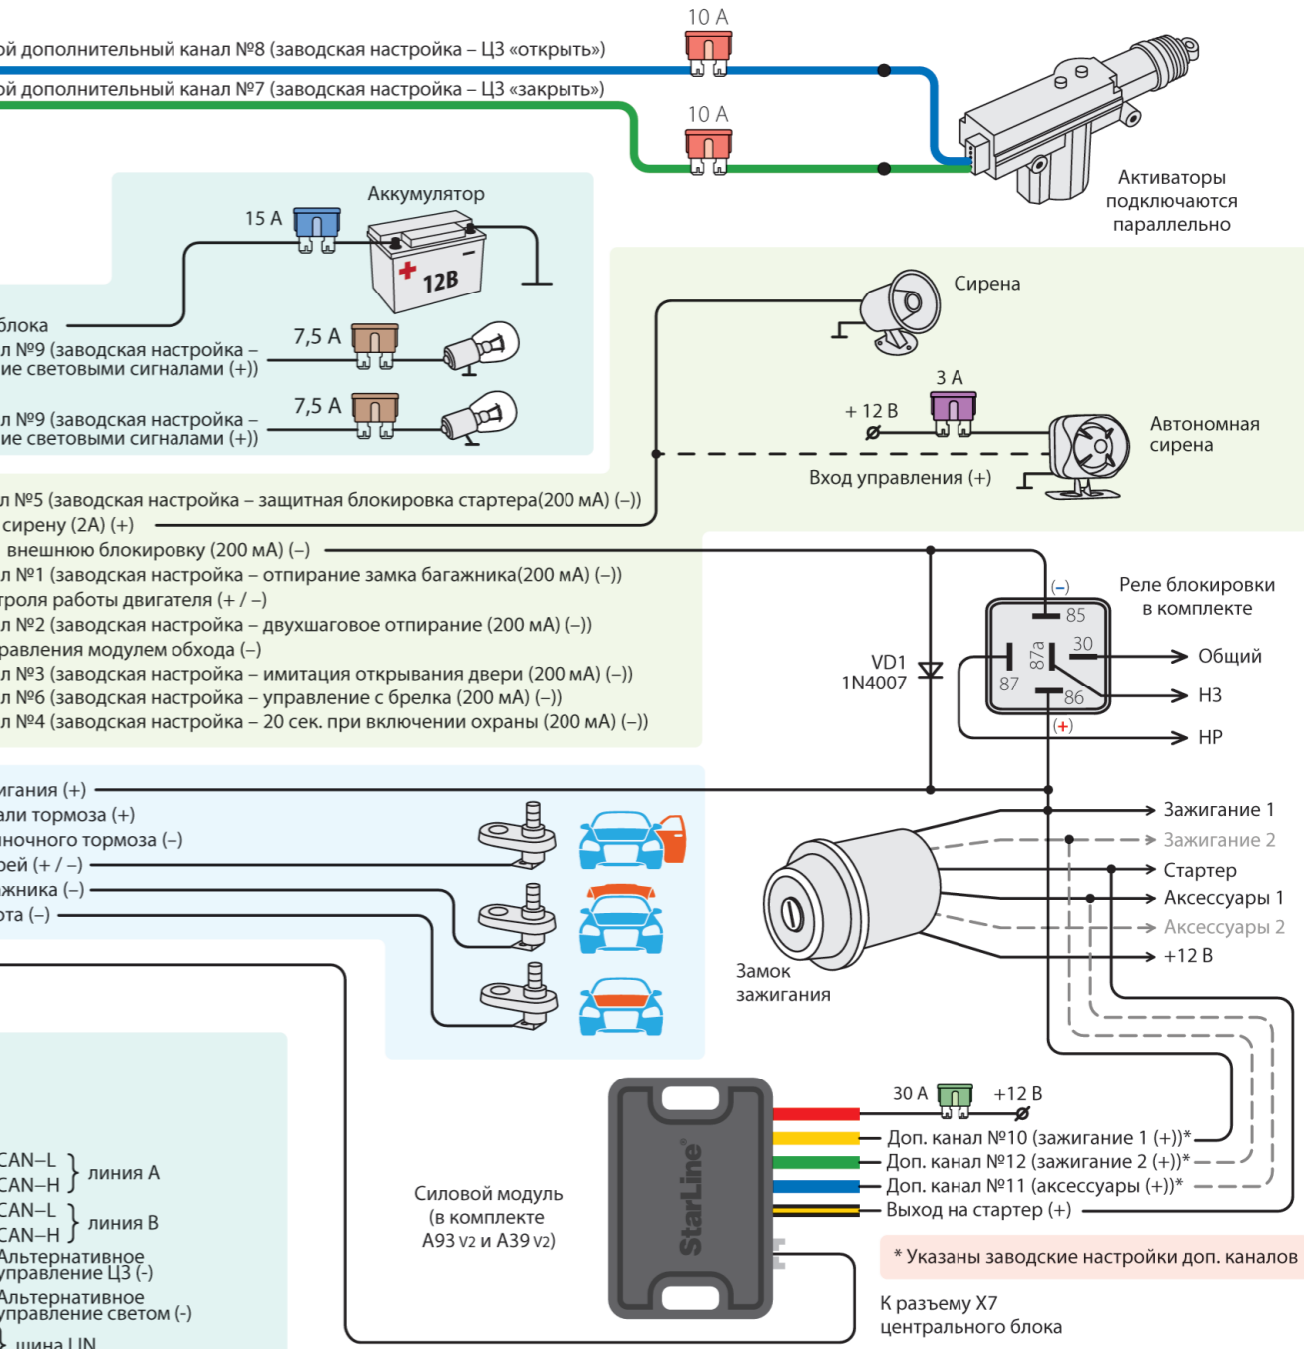 10 А
ой дополнительный канал №8 (заводская настройка – ЦЗ «открыть»)
ой дополнительный канал №7 (заводская настройка – ЦЗ «закрыть»)
10 А
Активаторы
подключаются
параллельно
Аккумулятор
15 А
12В
блока
7,5 А
л №9 (заводская настройка –
ие световыми сигналами (+))
7,5 А
л №9 (заводская настройка –
ие световыми сигналами (+))
Сирена
3 А
+ 12 В
Автономная
сирена
Вход управления (+)
л №5 (заводская настройка – защитная блокировка стартера(200 мА) (–))
сирену (2А) (+)
внешнюю блокировку (200 мА) (–)
л №1 (заводская настройка – отпирание замка багажника(200 мА) (–))
троля работы двигателя (+ / –)
л №2 (заводская настройка – двухшаговое отпирание (200 мА) (–))
равления модулем обхода (–)
л №3 (заводская настройка – имитация открывания двери (200 мА) (–))
л №6 (заводская настройка – управление с брелка (200 мА) (–))
л №4 (заводская настройка – 20 сек. при включении охраны (200 мА) (–))
Реле блокировки
в комплекте
(–)
85
30
87а
87
86
(+)
Общий
НЗ
НР
VD1
1N4007
игания (+)
али тормоза (+)
ночного тормоза (–)
рей (+ / –)
ажника (–)
ота (–)
Зажигание 1
Зажигание 2
Стартер
Аксессуары 1
Аксессуары 2
+12 В
Замок
зажигания
30 А
+12 В
Доп. канал №10 (зажигание 1 (+))*
Доп. канал №12 (зажигание 2 (+))*
Доп. канал №11 (аксессуары (+))*
Выход на стартер (+)
StarLine®
Силовой модуль
(в комплекте
А93 V2 и А39 V2)
* Указаны заводские настройки доп. каналов
К разъему Х7
центрального блока
CAN–L
CAN–H
линия А
CAN–L
CAN–H
линия В
Альтернативное
управление ЦЗ (-)
Альтернативное
управление светом (-)
шина LIN